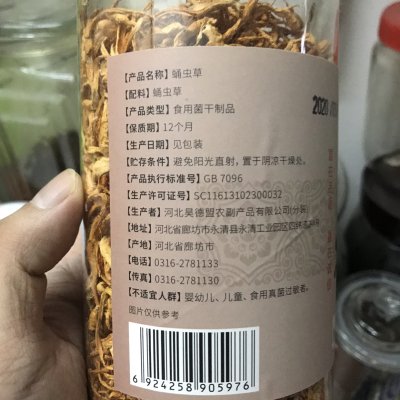 【产品名称】蛹虫草
【配料】蛹虫草
【产品类型】食用菌干制品
【保质期】12个月
【生产日期】见包装
【贮存条件】避免阳光直射，置于阴凉干燥处。
【产品执行标准号】GB 7096
【生产许可证号】SC11613102300032
【生产者】河北昊德盟农副产品有限公司(分装)
【地址】河北省廊坊市永清县永清工业园区
【产地】河北省廊坊市
【电话】0316-2781133
【传真】0316-2781130
【不适宜人群】婴幼儿、儿童、食用真菌过敏者。
图片仅供参考
6 924258 905976
2020